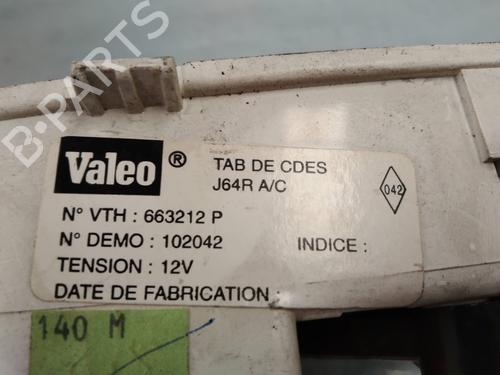 B-PARTS
Valeo ® TAB DE CDES
J64R A/C
042
N° VTH : 663212 P
N° DEMO : 102042 INDICE :
TENSION : 12V
DATE DE FABRICATION :
140 M